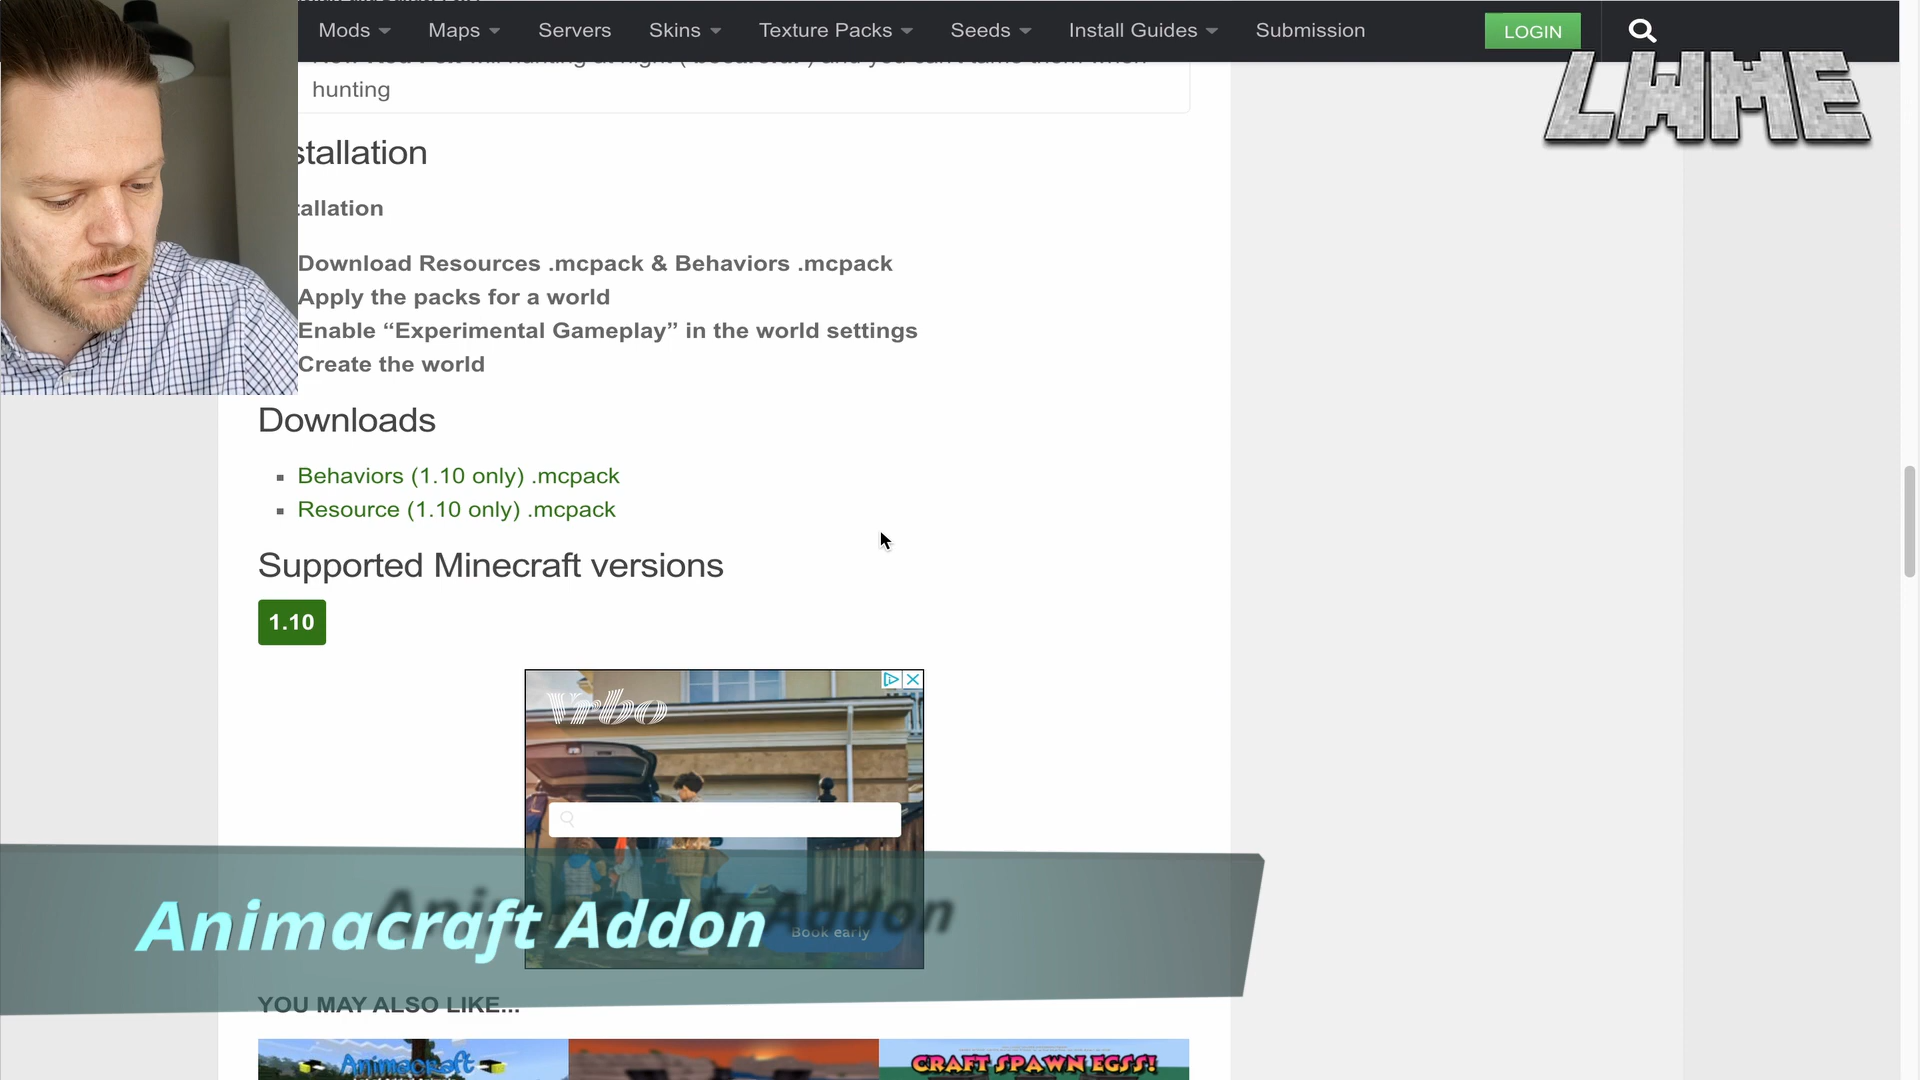 Mods
Maps
Servers
Skins
Texture Packs
Seeds
Install Guides
Submission
LOGIN
LWME
hunting
stallation
tallation
Download Resources .mcpack & Behaviors .mcpack
Apply the packs for a world
Enable “Experimental Gameplay” in the world settings
Create the world
Downloads
Behaviors (1.10 only) .mcpack
Resource (1.10 only) .mcpack
Supported Minecraft versions
1.10
Vrbo
Book early
Animacraft Addon
YOU MAY ALSO LIKE...
Animacraft
CRAFT SPAWN EGGS!